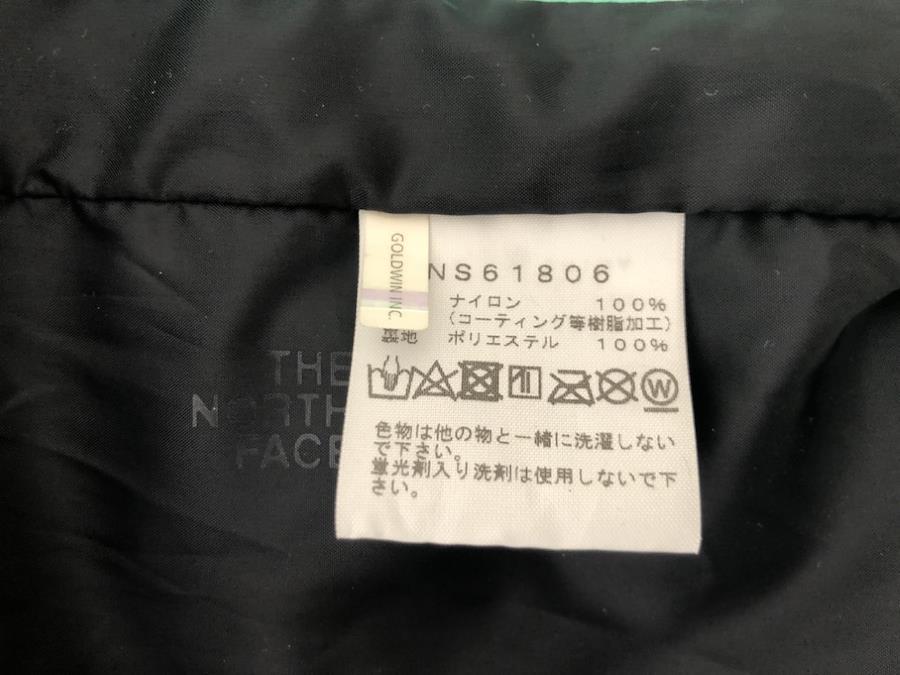 GOLDWIN INC.
NS61806
ナイロン 100%
(コーティング等樹脂加工)
ポリエステル 100%
THE
NORTH
FACE
W
色物は他の物と一緒に洗濯しない
で下さい。
蛍光剤入り洗剤は使用しないで下
さい。